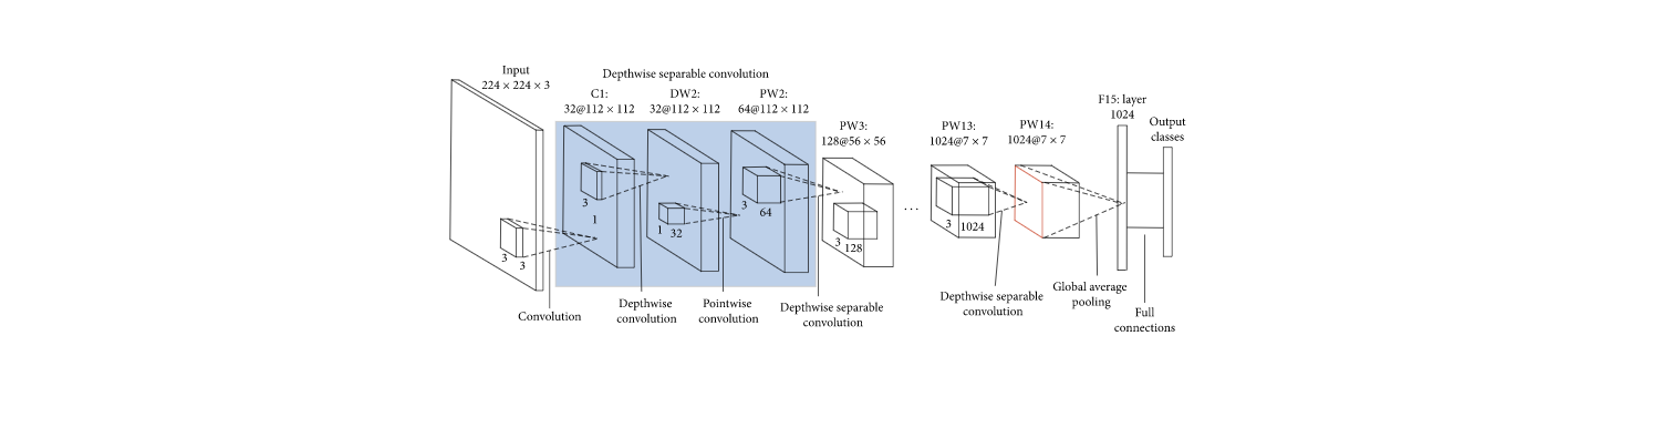 Input
224 × 224 × 3
Depthwise separable convolution
C1:
32@112 × 112
DW2:
32@112 × 112
PW2:
64@112 × 112
PW3:
128@56 × 56
PW13:
1024@7 × 7
PW14:
1024@7 × 7
F15: layer
1024
Output
classes
3
3
3
1
1
32
3
64
3
128
...
3
1024
Convolution
Depthwise
convolution
Pointwise
convolution
Depthwise separable
convolution
Depthwise separable
convolution
Global average
pooling
Full
connections